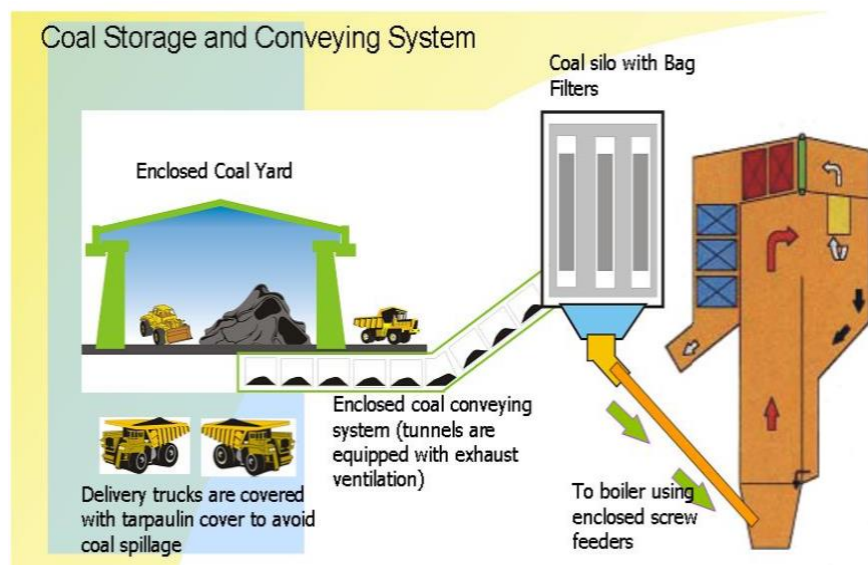 Coal Storage and Conveying System
Coal silo with Bag
Filters
Enclosed Coal Yard
Enclosed coal conveying
system (tunnels are
equipped with exhaust
ventilation)
Delivery trucks are covered
with tarpaulin cover to avoid
coal spillage
To boiler using
enclosed screw
feeders